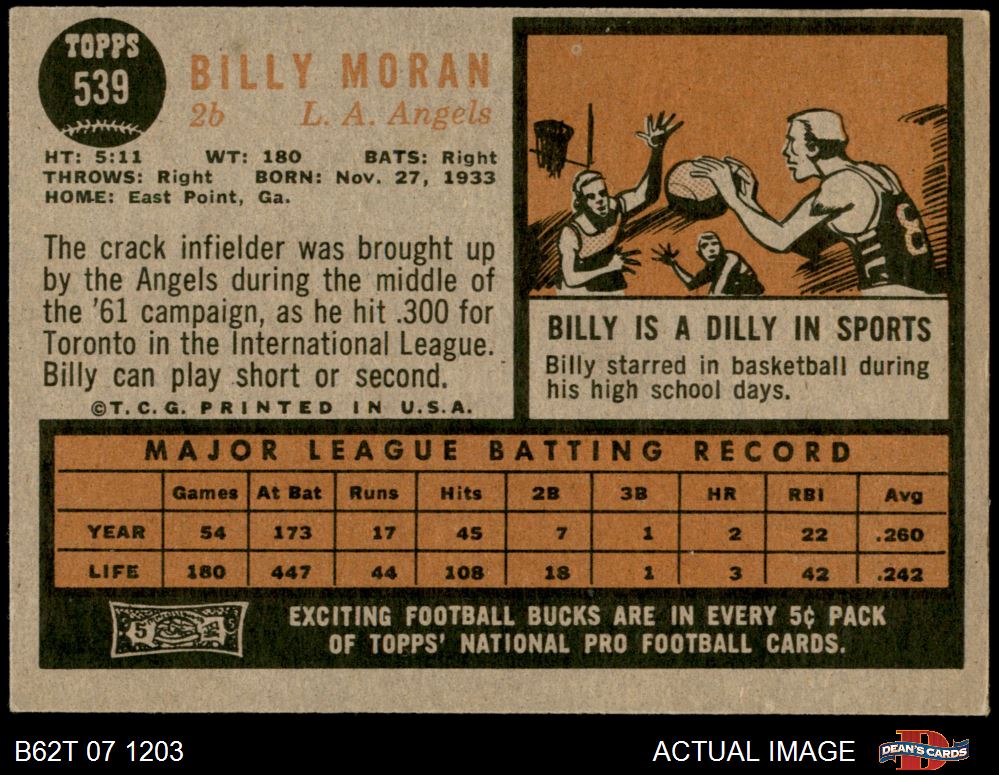 TOPPS
539
BILLY MORAN
2b L. A. Angels
HT: 5:11 WT: 180 BATS: Right
THROWS: Right BORN: Nov. 27, 1933
HOME: East Point, Ga.
The crack infielder was brought up
by the Angels during the middle of
the '61 campaign, as he hit .300 for
Toronto in the International League.
Billy can play short or second.
©T. C. G. PRINTED IN U.S.A.
8
BILLY IS A DILLY IN SPORTS
Billy starred in basketball during
his high school days.
MAJOR LEAGUE BATTING RECORD
Games At Bat Runs Hits 2B 3B HR RBI Avg
YEAR 54 173 17 45 7 1 2 22 .260
LIFE 180 447 44 108 18 1 3 42 .242
5 1
EXCITING FOOTBALL BUCKS ARE IN EVERY 5¢ PACK
OF TOPPS' NATIONAL PRO FOOTBALL CARDS.
B62T 07 1203
ACTUAL IMAGE
DEAN'S CARDS